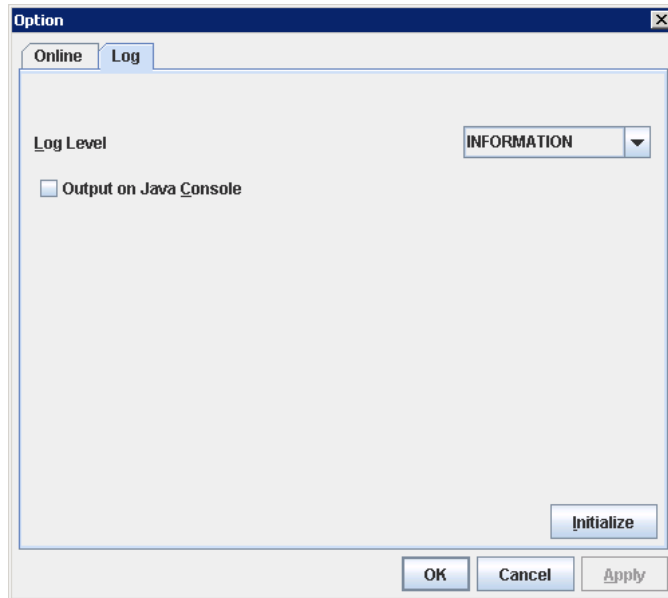 Option
Online Log
Log Level INFORMATION
Output on Java Console
Initialize
OK Cancel Apply